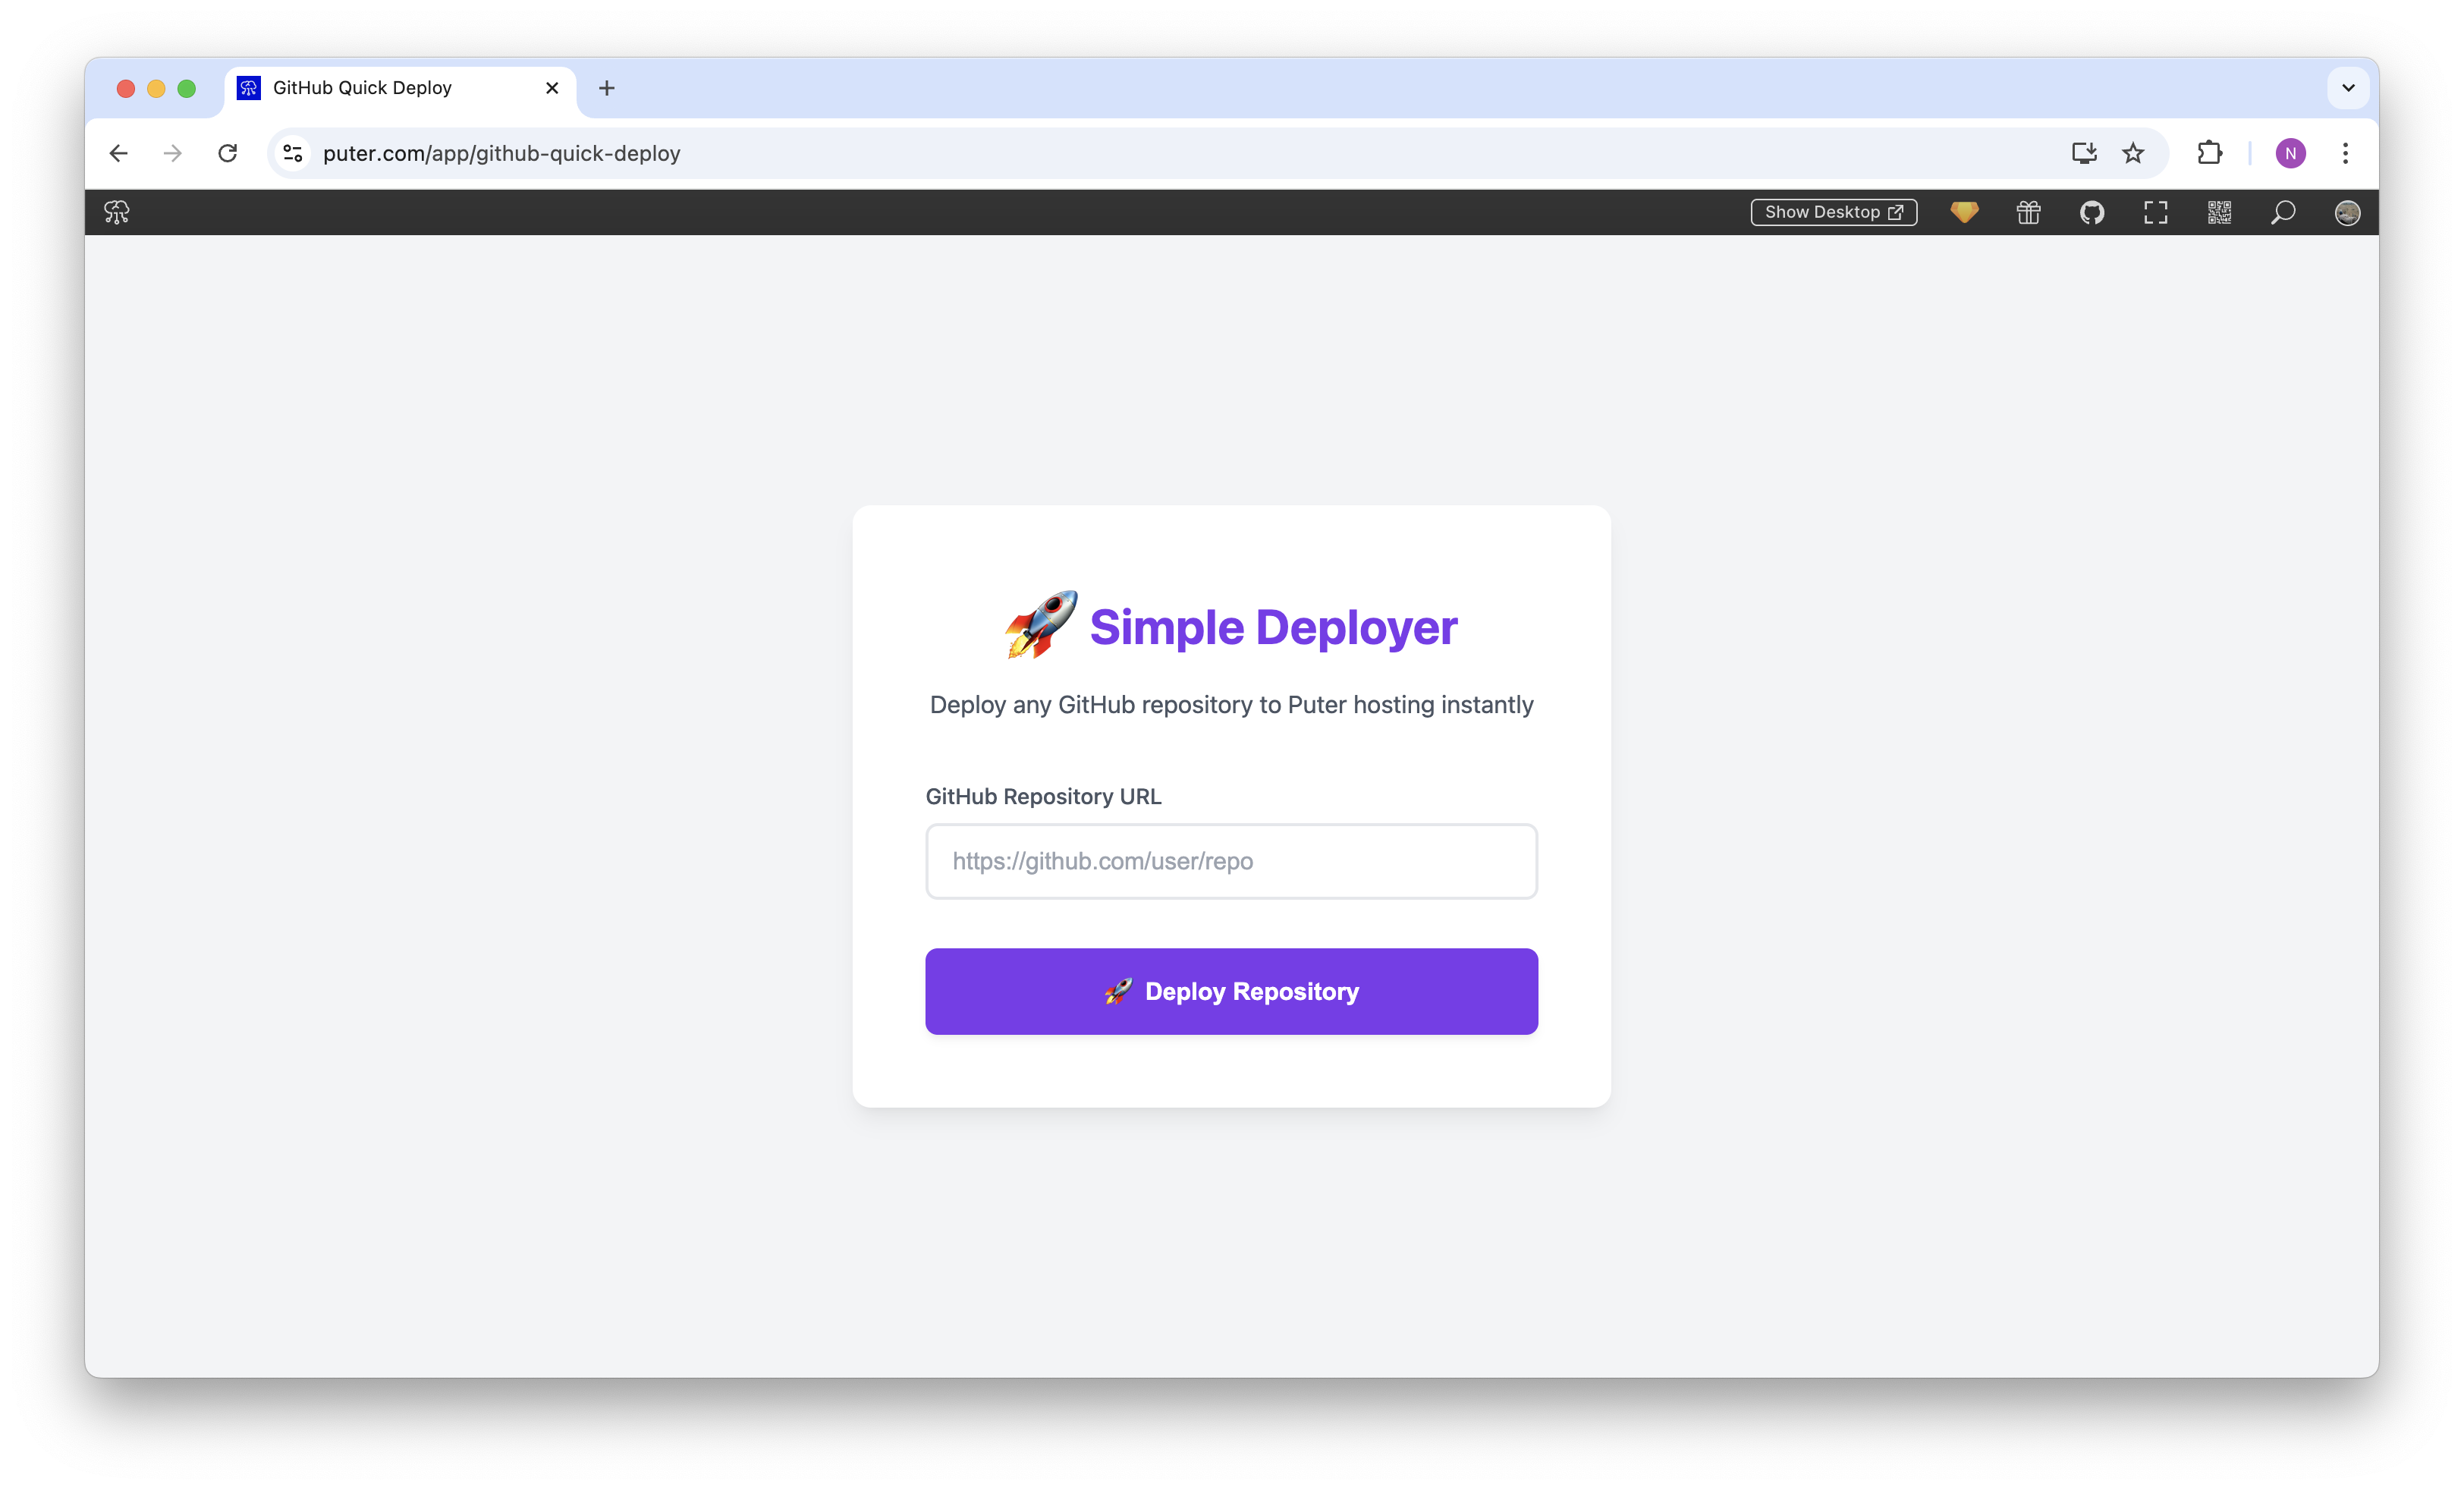 GitHub Quick Deploy
puter.com/app/github-quick-deploy
N
Show Desktop
Simple Deployer
Deploy any GitHub repository to Puter hosting instantly
GitHub Repository URL
https://github.com/user/repo
Deploy Repository